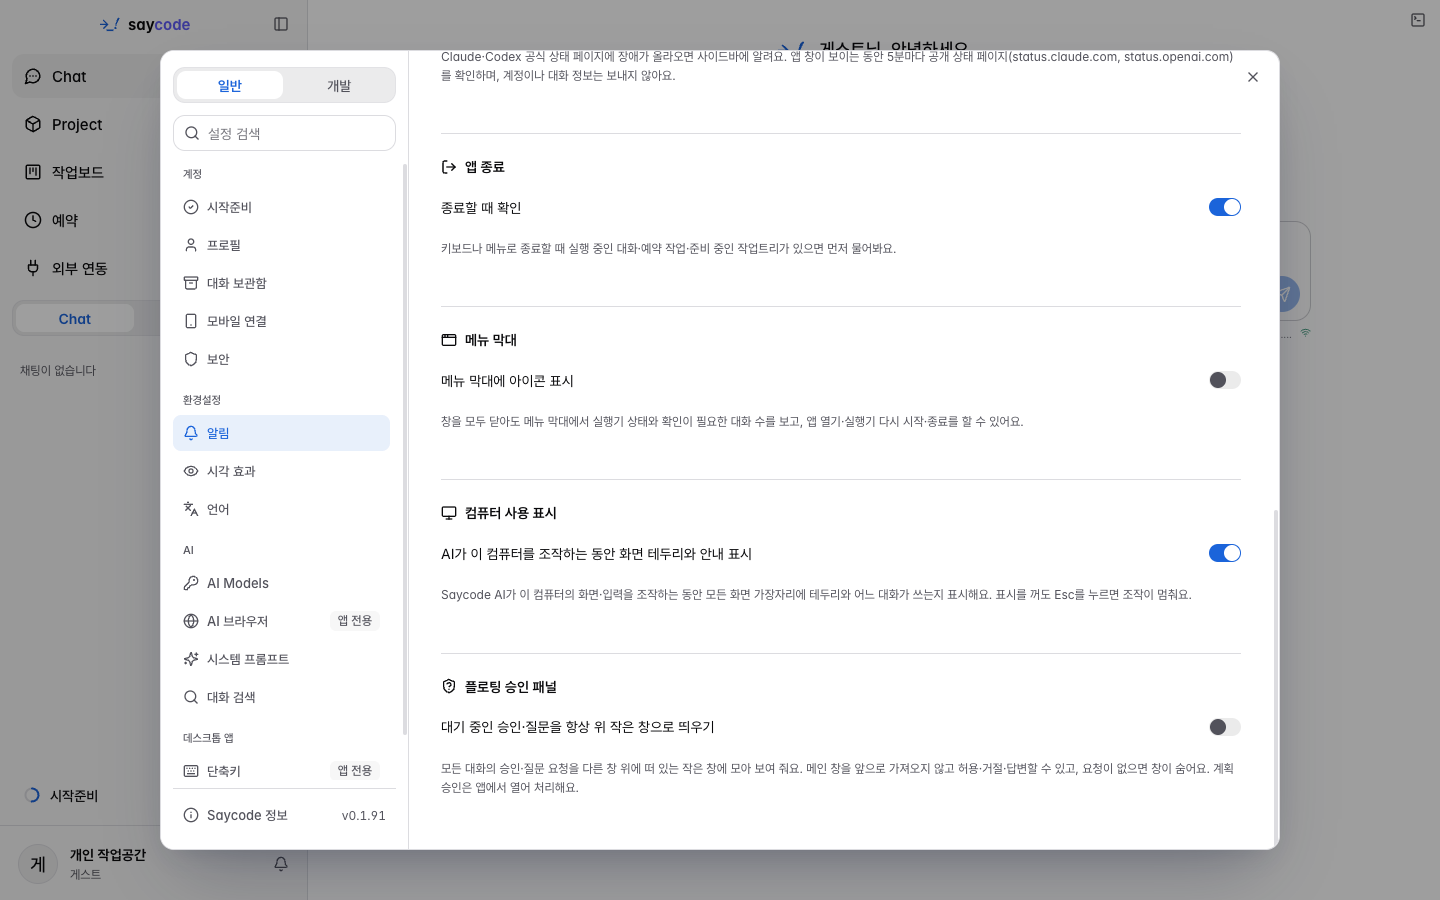 saycode
게스트님, 안녕하세요
Chat
Project
작업보드
예약
외부 연동
Chat
채팅이 없습니다
시작준비
게
개인 작업공간
게스트
일반
개발
설정 검색
계정
시작준비
프로필
대화 보관함
모바일 연결
보안
환경설정
알림
시각 효과
언어
AI
AI Models
AI 브라우저
앱 전용
시스템 프롬프트
대화 검색
데스크톱 앱
단축키
앱 전용
Saycode 정보
v0.1.91
Claude·Codex 공식 상태 페이지에 장애가 올라오면 사이드바에 알려요. 앱 창이 보이는 동안 5분마다 공개 상태 페이지(status.claude.com, status.openai.com)
를 확인하며, 계정이나 대화 정보는 보내지 않아요.
앱 종료
종료할 때 확인
키보드나 메뉴로 종료할 때 실행 중인 대화·예약 작업·준비 중인 작업트리가 있으면 먼저 물어봐요.
메뉴 막대
메뉴 막대에 아이콘 표시
창을 모두 닫아도 메뉴 막대에서 실행기 상태와 확인이 필요한 대화 수를 보고, 앱 열기·실행기 다시 시작·종료를 할 수 있어요.
컴퓨터 사용 표시
AI가 이 컴퓨터를 조작하는 동안 화면 테두리와 안내 표시
Saycode AI가 이 컴퓨터의 화면·입력을 조작하는 동안 모든 화면 가장자리에 테두리와 어느 대화가 쓰는지 표시해요. 표시를 꺼도 Esc를 누르면 조작이 멈춰요.
플로팅 승인 패널
대기 중인 승인·질문을 항상 위 작은 창으로 띄우기
모든 대화의 승인·질문 요청을 다른 창 위에 떠 있는 작은 창에 모아 보여 줘요. 메인 창을 앞으로 가져오지 않고 허용·거절·답변할 수 있고, 요청이 없으면 창이 숨어요. 계획
승인은 앱에서 열어 처리해요.